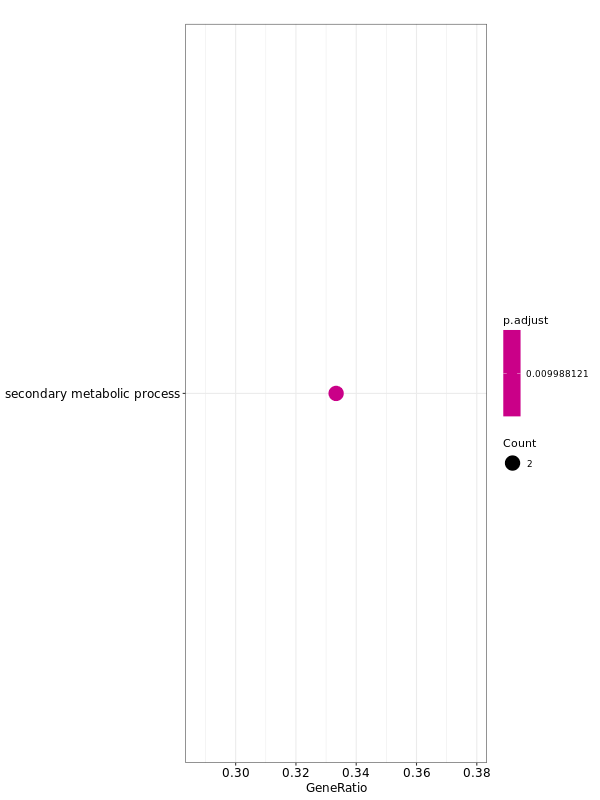 secondary metabolic process
0.30 0.32 0.34 0.36 0.38
GeneRatio
p.adjust
0.009988121
Count
2